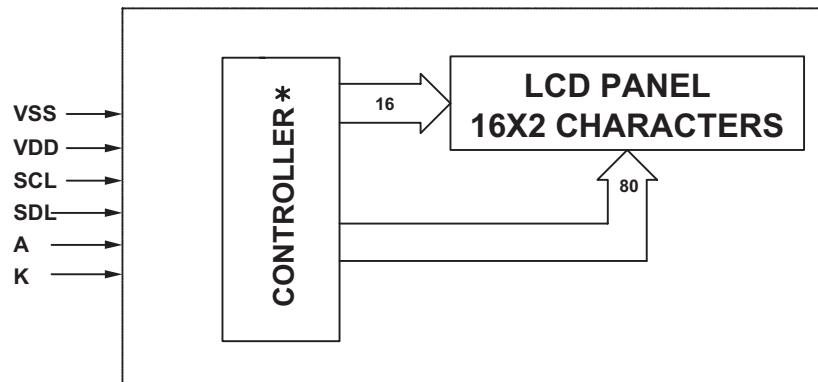 VSS
VDD
SCL
SDL
A
K
CONTROLLER*
16
LCD PANEL
16X2 CHARACTERS
80